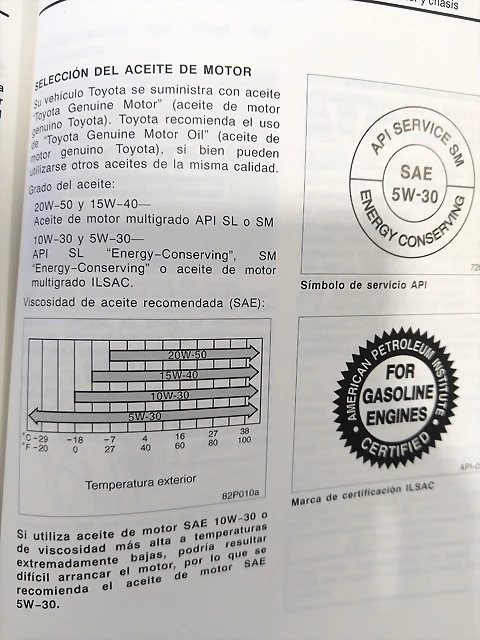 y chasis
SELECCIÓN DEL ACEITE DE MOTOR
Su vehículo Toyota se suministra con aceite
"Toyota Genuine Motor" (aceite de motor
genuino Toyota). Toyota recomienda el uso
de "Toyota Genuine Motor Oil" (aceite de
motor genuino Toyota), si bien pueden
utilizarse otros aceites de la misma calidad.
Grado del aceite:
20W-50 y 15W-40—
Aceite de motor multigrado API SL o SM
10W-30 y 5W-30—
API SL "Energy-Conserving", SM
"Energy-Conserving" o aceite de motor
multigrado ILSAC.
Viscosidad de aceite recomendada (SAE):
20W-50
15W-40
10W-30
5W-30
°C -29 -18 -7 4 16 27 38
°F -20 0 27 40 60 80 100
Temperatura exterior
82P010a
Si utiliza aceite de motor SAE 10W-30 o
de viscosidad más alta a temperaturas
extremadamente bajas, podría resultar
difícil arrancar el motor, por lo que se
recomienda el aceite de motor SAE
5W-30.
API SERVICE SM
SAE
5W-30
ENERGY CONSERVING
Símbolo de servicio API
AMERICAN PETROLEUM INSTITUTE
FOR
GASOLINE
ENGINES
CERTIFIED
Marca de certificación ILSAC